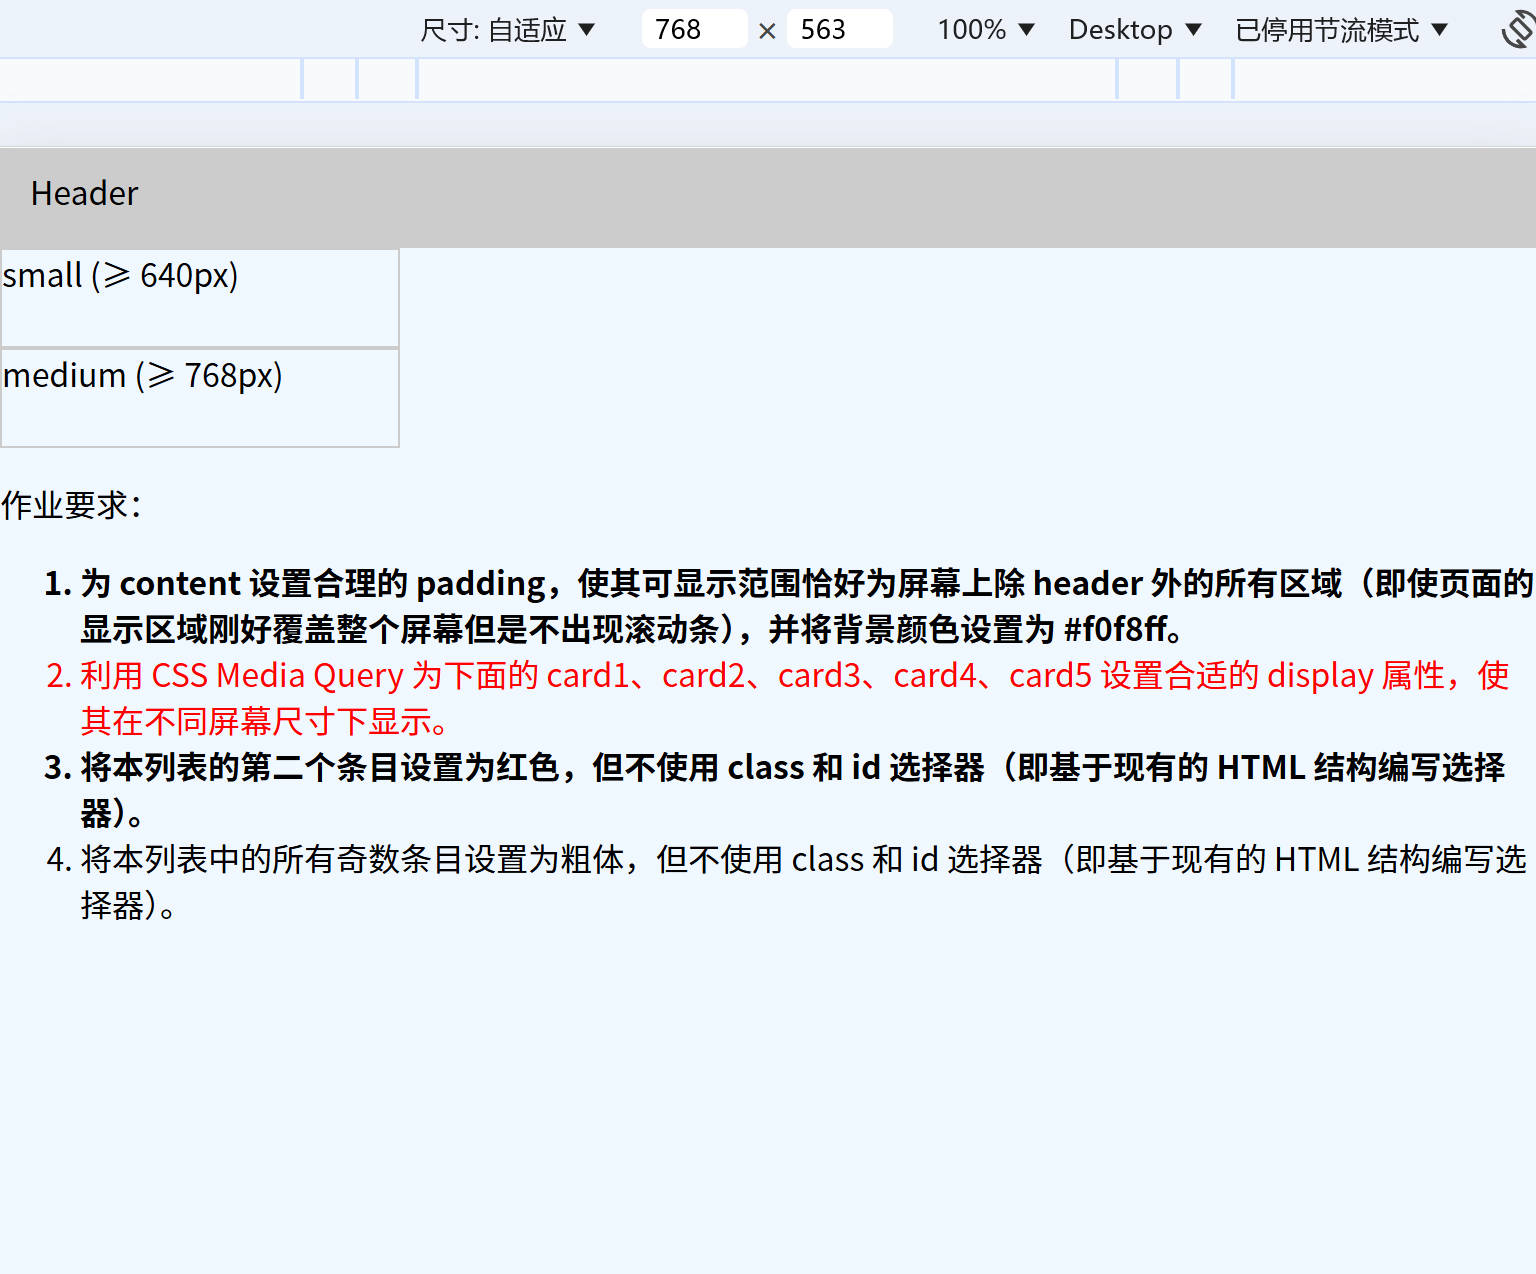 尺寸: 自适应 ▼ 768 × 563 100% ▼ Desktop ▼ 已停用节流模式 ▼
Header
small (⩾ 640px)
medium (⩾ 768px)
作业要求：
1. 为 content 设置合理的 padding，使其可显示范围恰好为屏幕上除 header 外的所有区域（即使页面的
显示区域刚好覆盖整个屏幕但是不出现滚动条），并将背景颜色设置为 #f0f8ff。
2. 利用 CSS Media Query 为下面的 card1、card2、card3、card4、card5 设置合适的 display 属性，使
其在不同屏幕尺寸下显示。
3. 将本列表的第二个条目设置为红色，但不使用 class 和 id 选择器（即基于现有的 HTML 结构编写选择
器）。
4. 将本列表中的所有奇数条目设置为粗体，但不使用 class 和 id 选择器（即基于现有的 HTML 结构编写选
择器）。